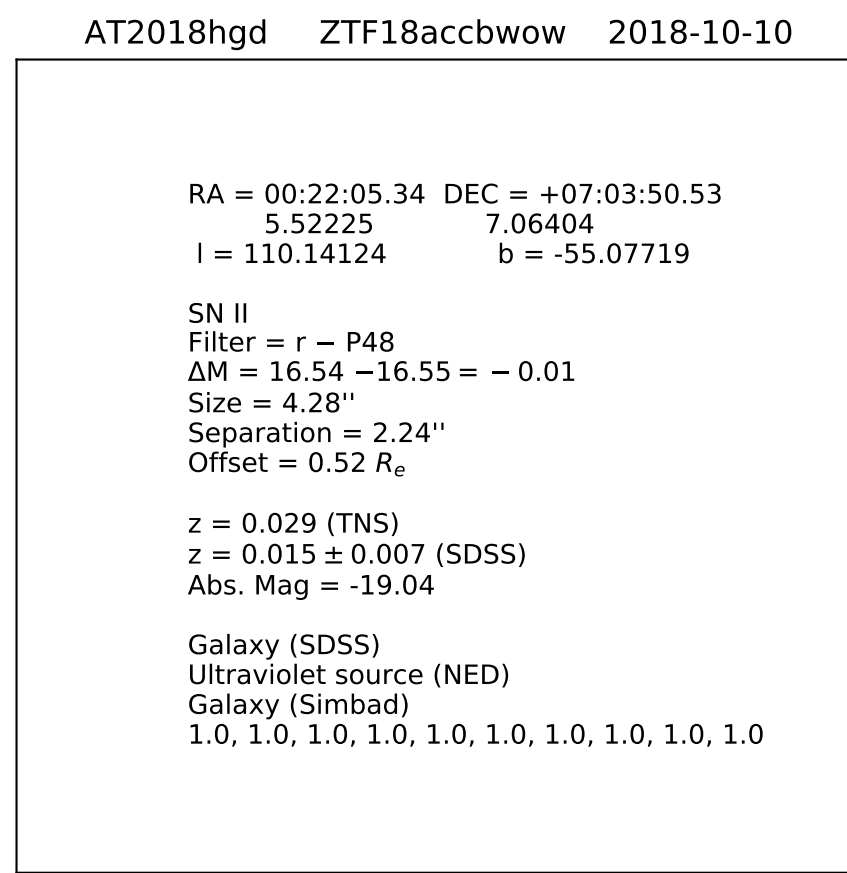 AT2018hgd ZTF18accbwow 2018-10-10
RA = 00:22:05.34 DEC = +07:03:50.53
5.52225 7.06404
l = 110.14124 b = -55.07719
SN II
Filter = r − P48
ΔM = 16.54 −16.55 = − 0.01
Size = 4.28''
Separation = 2.24''
Offset = 0.52 Rₑ
z = 0.029 (TNS)
z = 0.015 ± 0.007 (SDSS)
Abs. Mag = -19.04
Galaxy (SDSS)
Ultraviolet source (NED)
Galaxy (Simbad)
1.0, 1.0, 1.0, 1.0, 1.0, 1.0, 1.0, 1.0, 1.0, 1.0